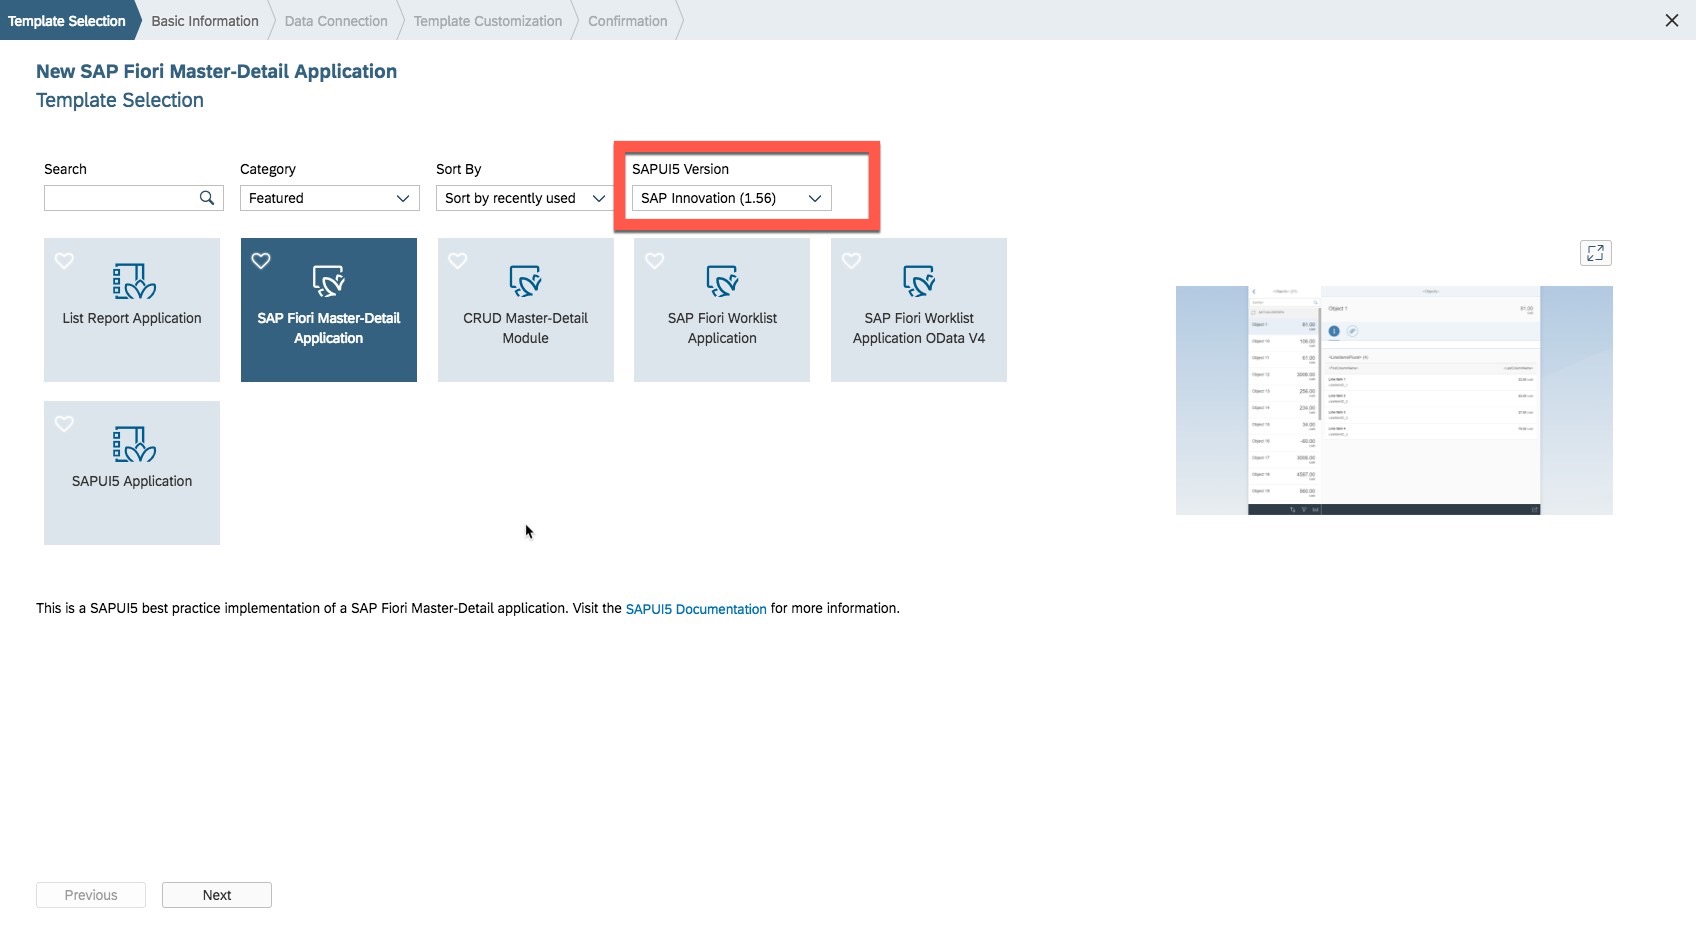 Template Selection
Basic Information
Data Connection
Template Customization
Confirmation
New SAP Fiori Master-Detail Application
Template Selection
Search
Category
Sort By
SAPUI5 Version
Featured
Sort by recently used
SAP Innovation (1.56)
List Report Application
SAP Fiori Master-Detail
Application
CRUD Master-Detail
Module
SAP Fiori Worklist
Application
SAP Fiori Worklist
Application OData V4
SAPUI5 Application
Object 1
This is a SAPUI5 best practice implementation of a SAP Fiori Master-Detail application. Visit the SAPUI5 Documentation for more information.
Previous
Next